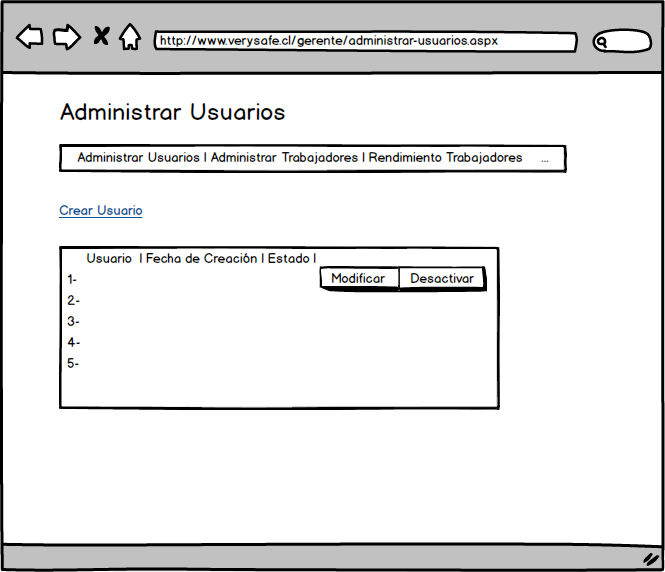 http://www.verysafe.cl/gerente/administrar-usuarios.aspx
Administrar Usuarios
Administrar Usuarios | Administrar Trabajadores | Rendimiento Trabajadores ...
Crear Usuario
Usuario | Fecha de Creación | Estado |
1- Modificar Desactivar
2-
3-
4-
5-